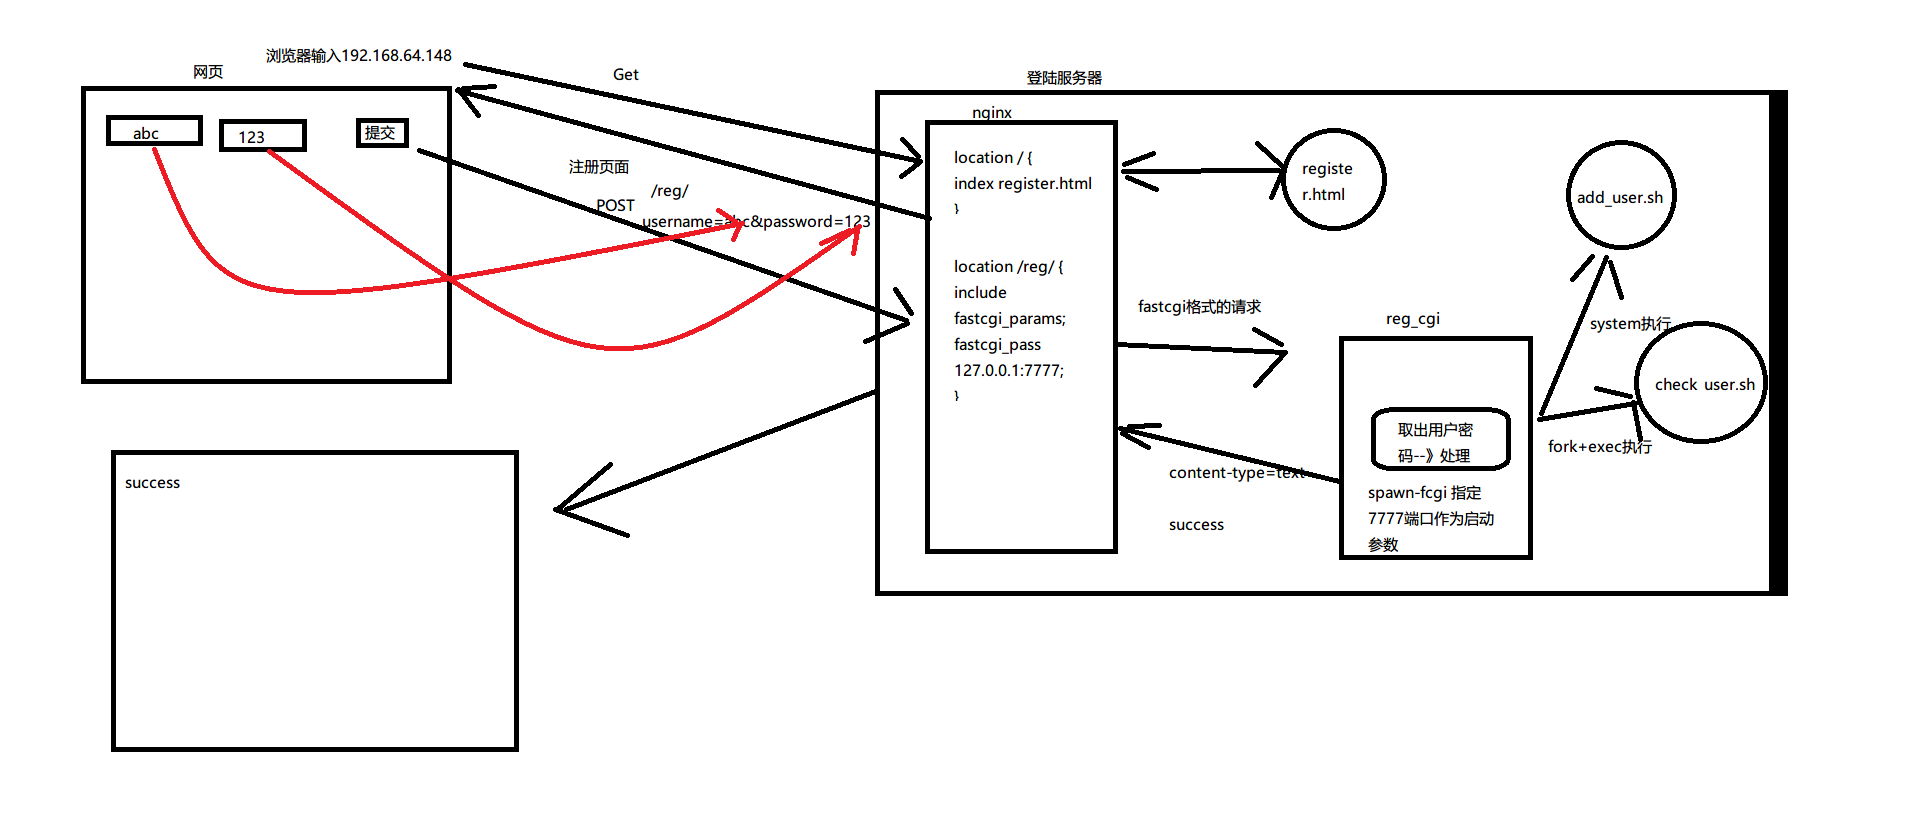 浏览器输入192.168.64.148
网页
Get
登陆服务器
abc
123
提交
nginx
location / {
index register.html
}
registe
r.html
add_user.sh
注册页面
/reg/
POST
username=abc&password=123
location /reg/ {
include
fastcgi_params;
fastcgi_pass
127.0.0.1:7777;
}
fastcgi格式的请求
reg_cgi
system执行
check user.sh
取出用户密
码--》处理
fork+exec执行
content-type=text
success
spawn-fcgi 指定
7777端口作为启动
参数
success